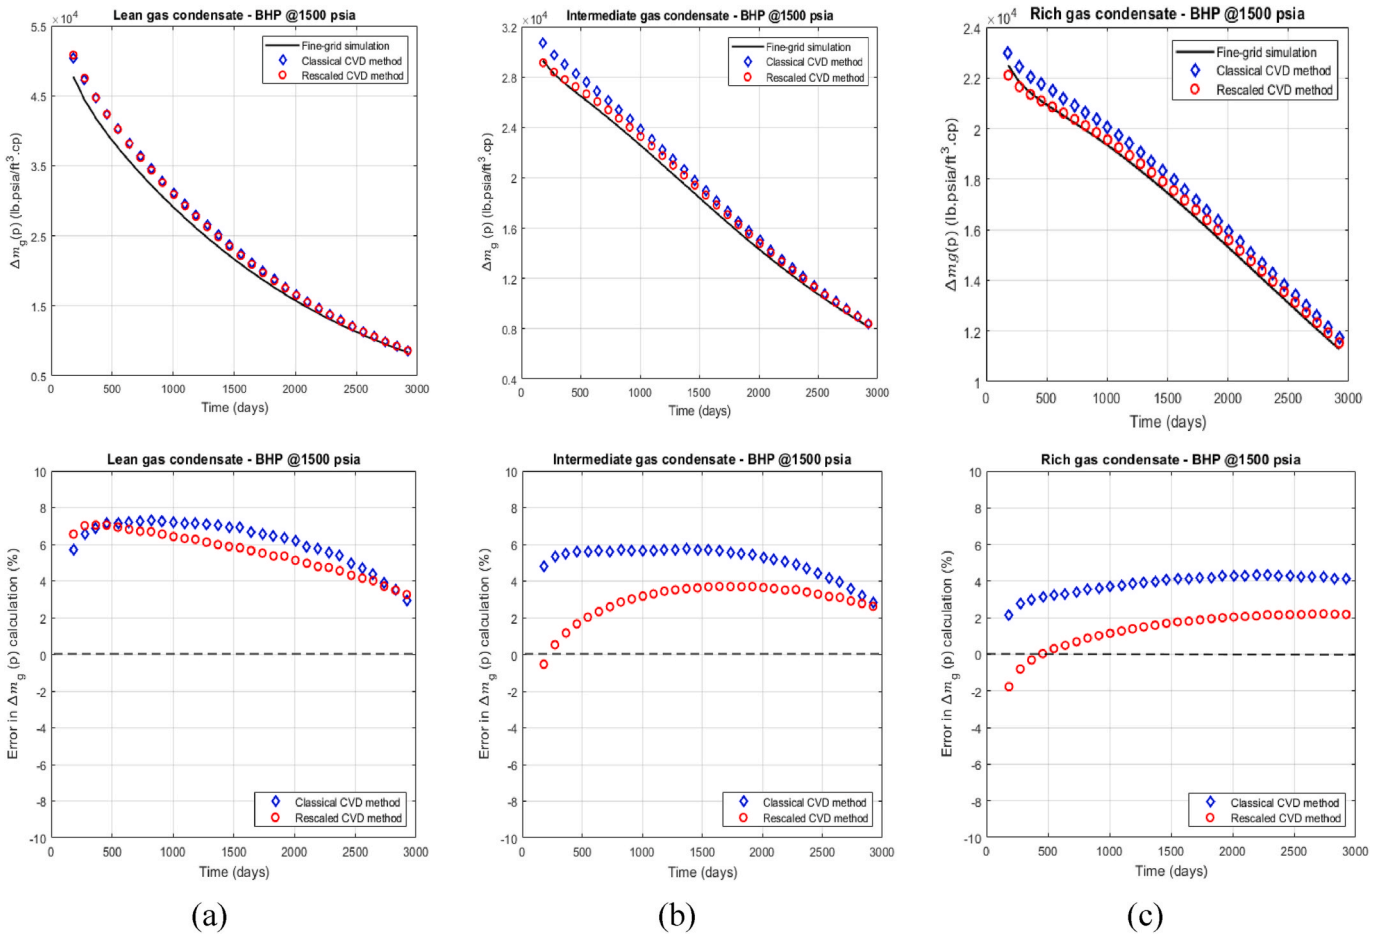 Lean gas condensate - BHP @1500 psia
×10⁴
5.5
4.5
3.5
2.5
1.5
0.5
Δm_g(p) (lb.psia/ft³.cp)
Fine-grid simulation
Classical CVD method
Rescaled CVD method
0 500 1000 1500 2000 2500 3000
Time (days)
Intermediate gas condensate - BHP @1500 psia
×10⁴
3.2
2.8
2.4
2
1.6
1.2
0.8
0.4
Δm_g(p) (lb.psia/ft³.cp)
Fine-grid simulation
Classical CVD method
Rescaled CVD method
0 500 1000 1500 2000 2500 3000
Time (days)
Rich gas condensate - BHP @1500 psia
×10⁴
2.4
2.2
2
1.8
1.6
1.4
1.2
1
Δmg(p) (lb.psia/ft³.cp)
Fine-grid simulation
Classical CVD method
Rescaled CVD method
0 500 1000 1500 2000 2500 3000
Time (days)
Lean gas condensate - BHP @1500 psia
10
8
6
4
2
0
-2
-4
-6
-8
-10
Error in Δm_g (p) calculation (%)
Classical CVD method
Rescaled CVD method
0 500 1000 1500 2000 2500 3000
Time (days)
(a)
Intermediate gas condensate - BHP @1500 psia
10
8
6
4
2
0
-2
-4
-6
-8
-10
Error in Δm_g (p) calculation (%)
Classical CVD method
Rescaled CVD method
0 500 1000 1500 2000 2500 3000
Time (days)
(b)
Rich gas condensate - BHP @1500 psia
10
8
6
4
2
0
-2
-4
-6
-8
-10
Error in Δm_g (p) calculation (%)
Classical CVD method
Rescaled CVD method
0 500 1000 1500 2000 2500 3000
Time (days)
(c)